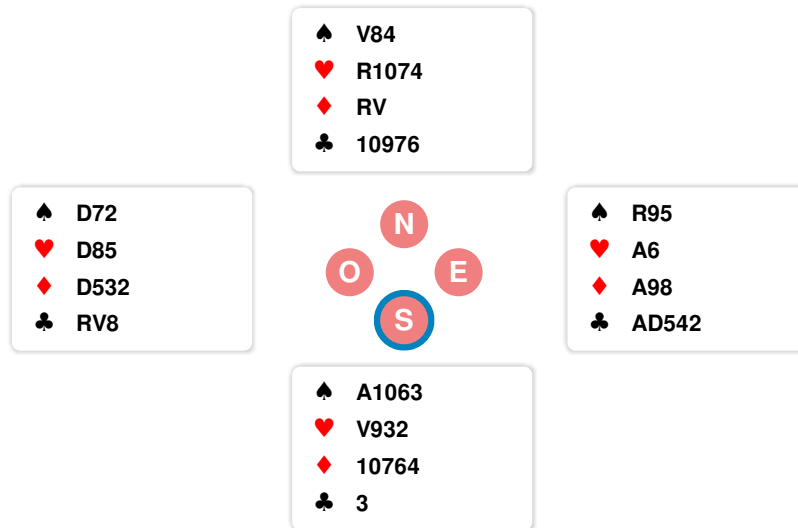 ♠ V84
♥ R1074
♦ RV
♣ 10976
♠ D72
♥ D85
♦ D532
♣ RV8
N
O E
S
♠ R95
♥ A6
♦ A98
♣ AD542
♠ A1063
♥ V932
♦ 10764
♣ 3